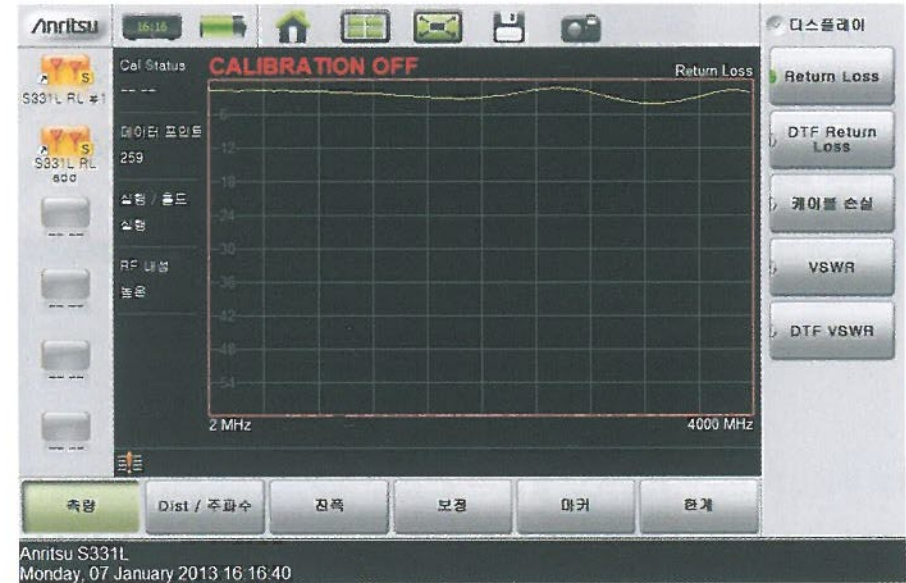 Anritsu
16:16
디스플레이
S331L RL 쿻1
S331L RL
Cal Status
-- --
데이터 포인트
259
실행 / 홀드
실행
RF 내성
높음
CALIBRATION OFF
Return Loss
-6
-12
-18
-24
-30
-36
-42
-48
-54
2 MHz
4000 MHz
Return Loss
DTF Return
Loss
케이블 손실
VSWR
DTF VSWR
-- --
-- --
-- --
-- --
측량
Dist / 주파수
진폭
보정
마커
한계
Anritsu S331L
Monday, 07 January 2013 16:16:40